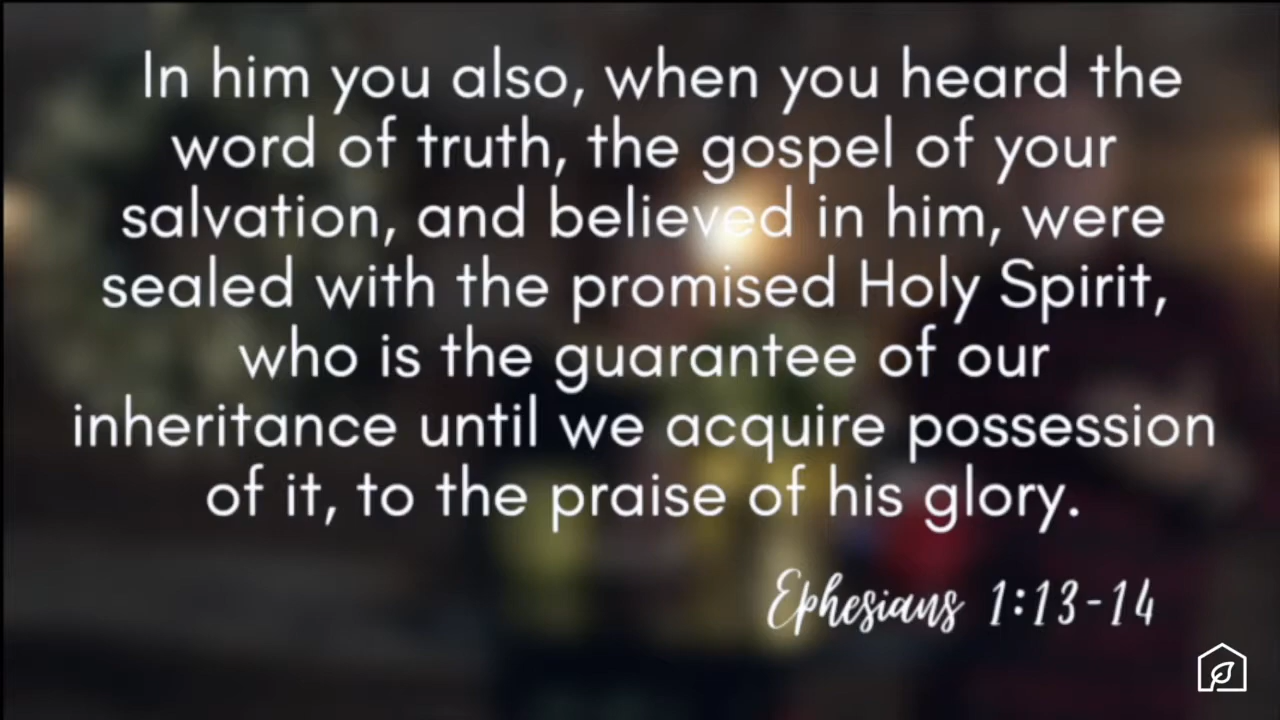 In him you also, when you heard the
word of truth, the gospel of your
salvation, and believed in him, were
sealed with the promised Holy Spirit,
who is the guarantee of our
inheritance until we acquire possession
of it, to the praise of his glory.
Ephesians 1:13-14